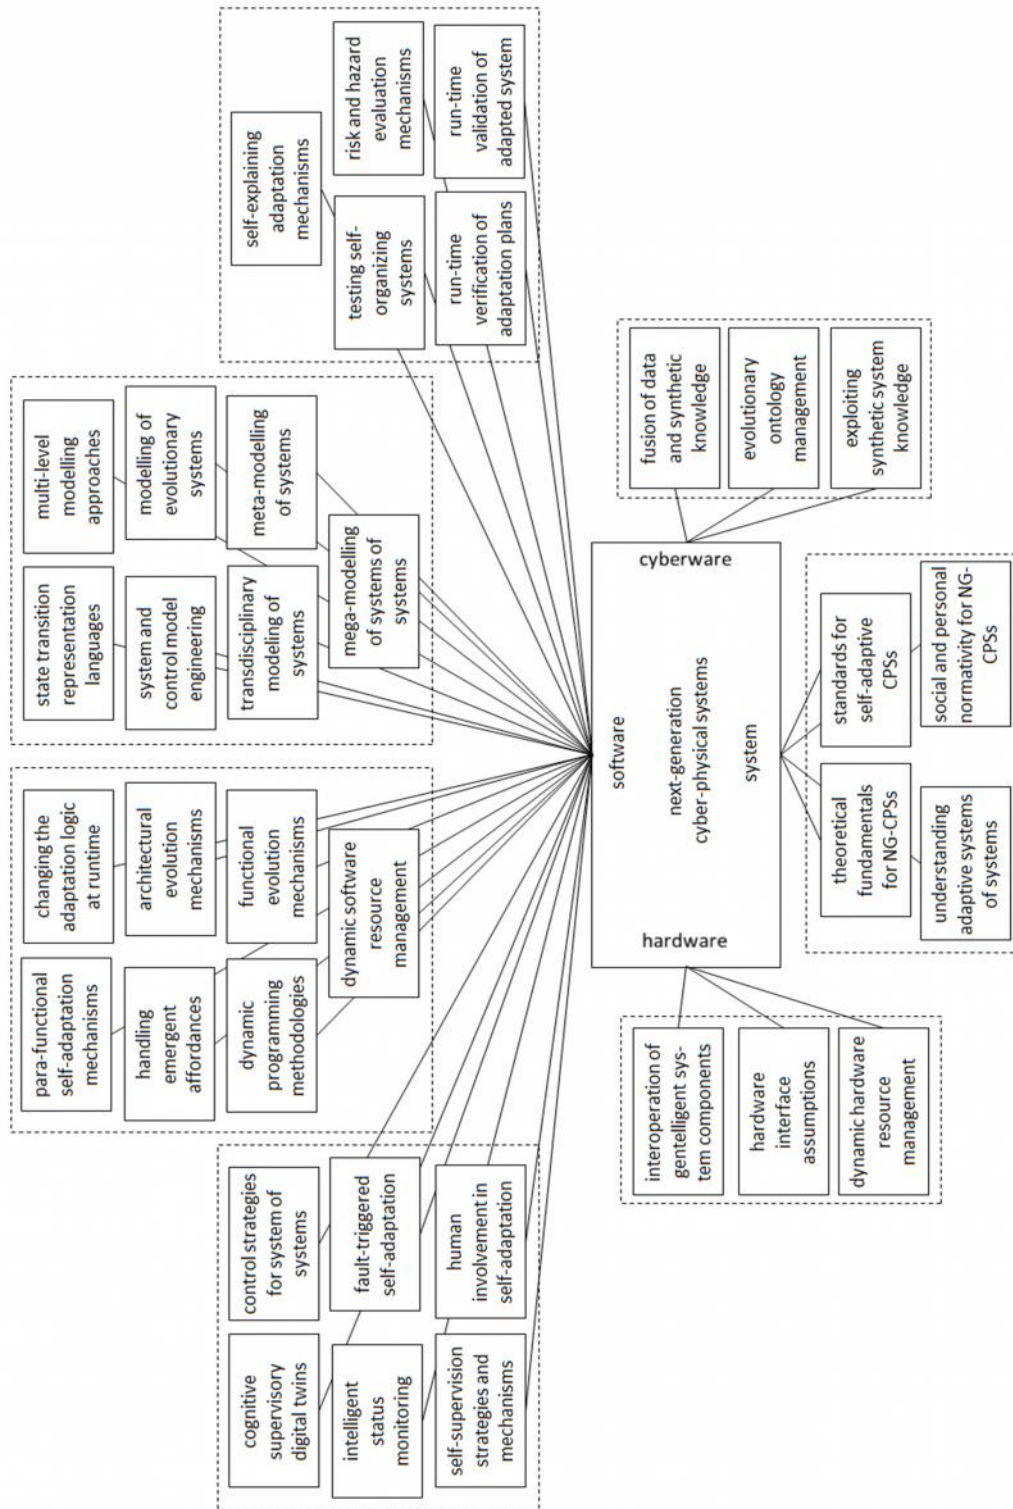 cognitive
supervisory
digital twins
control strategies
for system of
systems
intelligent
status
monitoring
fault-triggered
self-adaptation
self-supervision
strategies and
mechanisms
human
involvement in
self-adaptation
para-functional
self-adaptation
mechanisms
changing the
adaptation logic
at runtime
handling
emergent
affordances
architectural
evolution
mechanisms
dynamic
programming
methodologies
functional
evolution
mechanisms
dynamic software
resource
management
state transition
representation
languages
multi-level
modelling
approaches
system and
control model
engineering
modelling of
evolutionary
systems
transdisciplinary
modeling of
systems
meta-modelling
of systems
mega-modelling
of systems of
systems
self-explaining
adaptation
mechanisms
testing self-
organizing
systems
risk and hazard
evaluation
mechanisms
run-time
verification of
adaptation plans
run-time
validation of
adapted system
software
hardware
next-generation
cyber-physical systems
cyberware
system
interoperation of
gentelligent sys-
tem components
hardware
interface
assumptions
dynamic hardware
resource
management
fusion of data
and synthetic
knowledge
evolutionary
ontology
management
exploiting
synthetic system
knowledge
theoretical
fundamentals
for NG-CPSs
standards for
self-adaptive
CPSs
understanding
adaptive systems
of systems
social and personal
normativity for NG-
CPSs